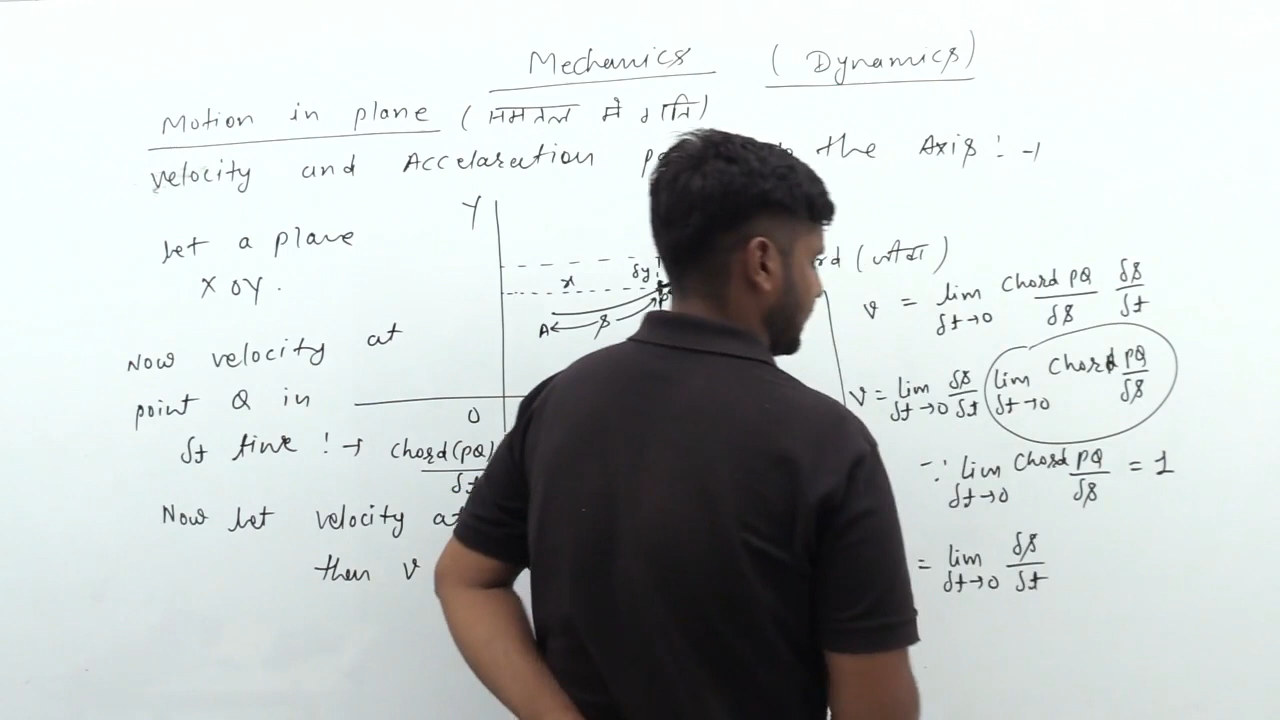 Mechanics (Dynamics)
Motion in plane (समतल में गति)
velocity and Accelaration the Axis :-
Let a plane
XOY.
Y
δy
x
P
A
s
O
Now velocity at
point Q in
δt time :→ chord(PQ)
δt
Now let velocity at
then v
(जीवा)
v = lim δt→0 chord PQ/δs δs/δt
v = lim δt→0 δs/δt lim δt→0 chord PQ/δs
∵ lim δt→0 chord PQ/δs = 1
= lim δt→0 δs/δt